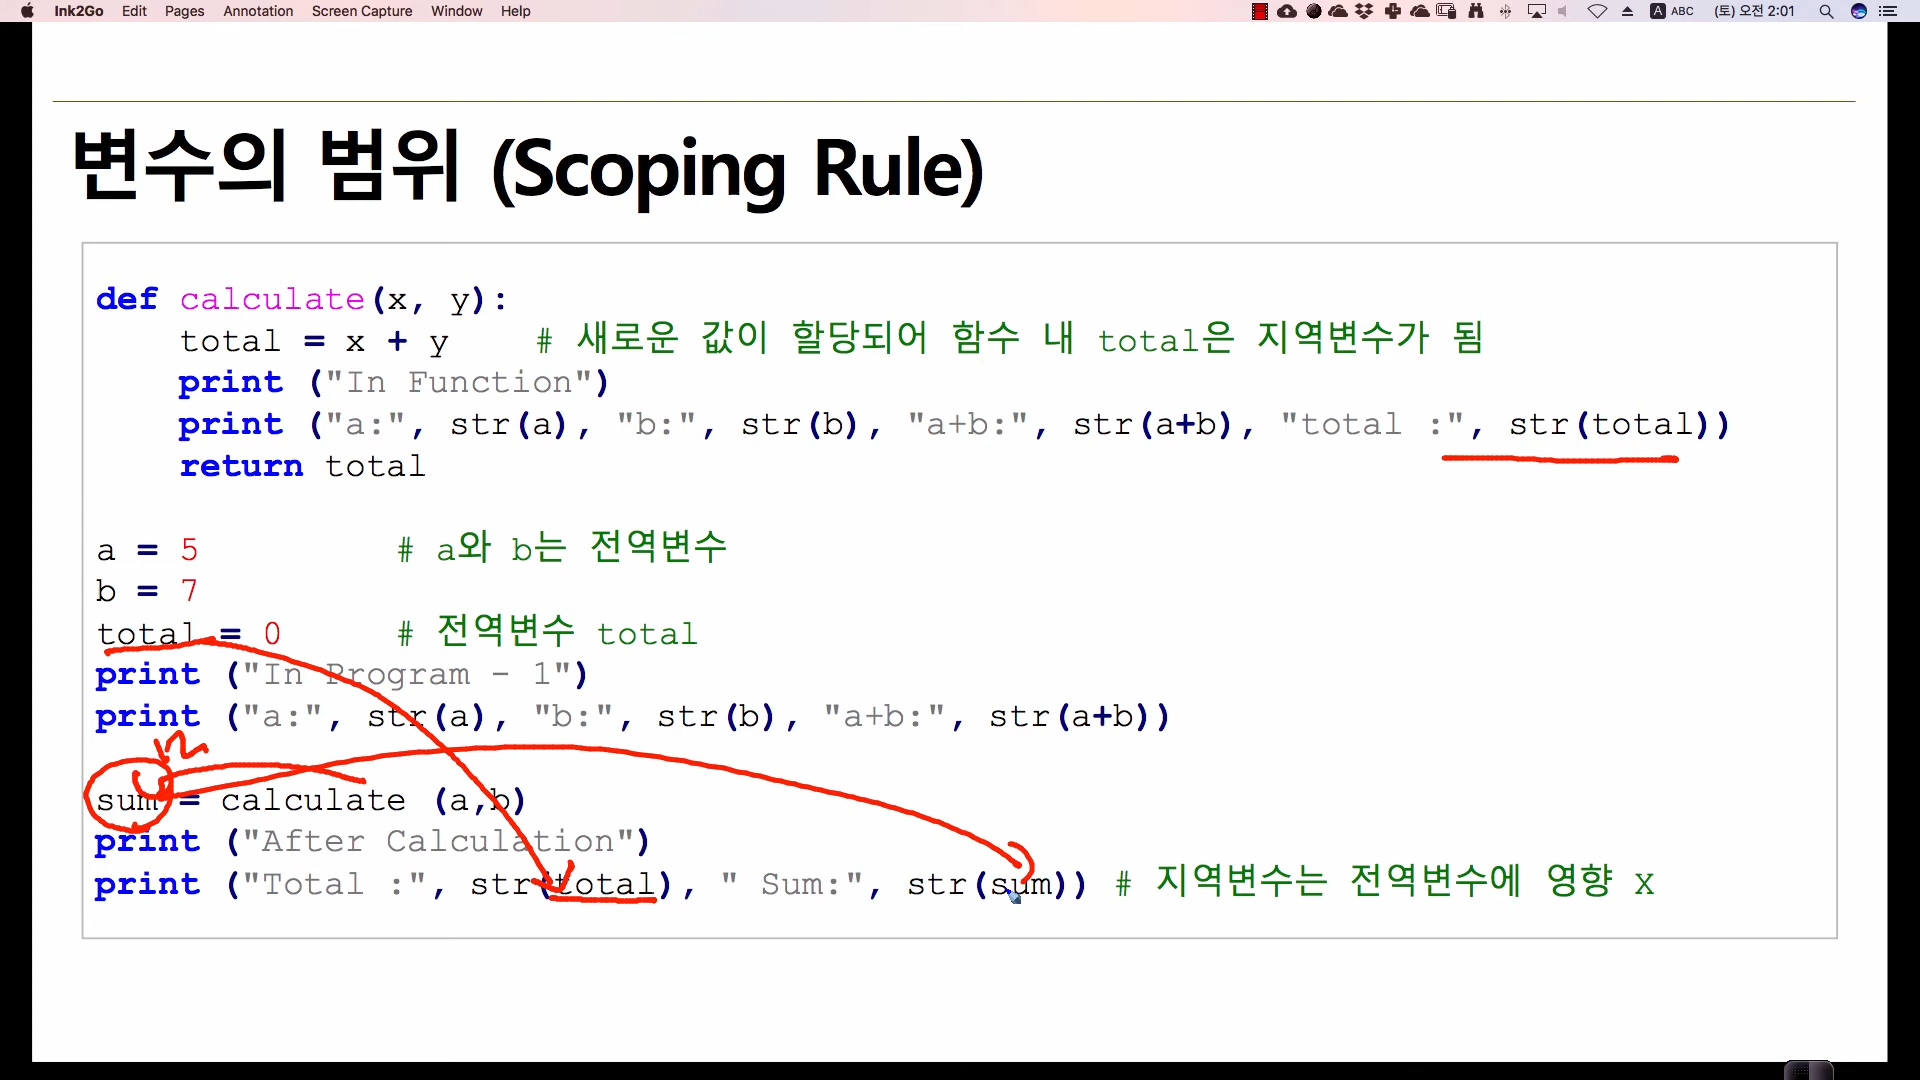 Ink2Go Edit Pages Annotation Screen Capture Window Help A ABC (토) 오전 2:01
변수의 범위 (Scoping Rule)
def calculate(x, y):
total = x + y # 새로운 값이 할당되어 함수 내 total은 지역변수가 됨
print ("In Function")
print ("a:", str(a), "b:", str(b), "a+b:", str(a+b), "total :", str(total))
return total
a = 5 # a와 b는 전역변수
b = 7
total = 0 # 전역변수 total
print ("In Program - 1")
print ("a:", str(a), "b:", str(b), "a+b:", str(a+b))
sum = calculate (a,b)
print ("After Calculation")
print ("Total :", str(total), " Sum:", str(sum)) # 지역변수는 전역변수에 영향 x